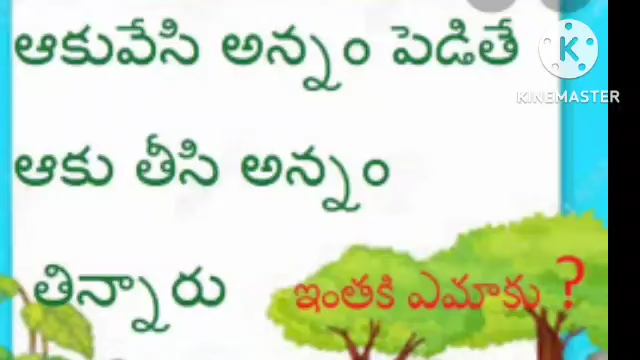 ఆకువేసి అన్నం పెడితే
KINEMASTER
ఆకు తీసి అన్నం
తిన్నారు
ఇంతకి ఎమాకు ?